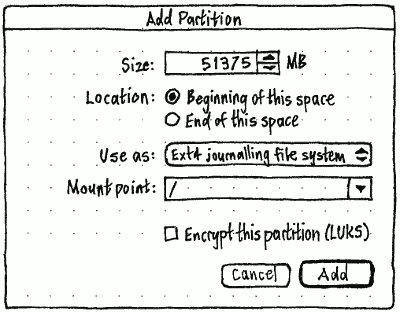 Add Partition
Size: 51375 MB
Location: Beginning of this space
End of this space
Use as: Ext4 journalling file system
Mount point: /
Encrypt this partition (LUKS)
Cancel Add